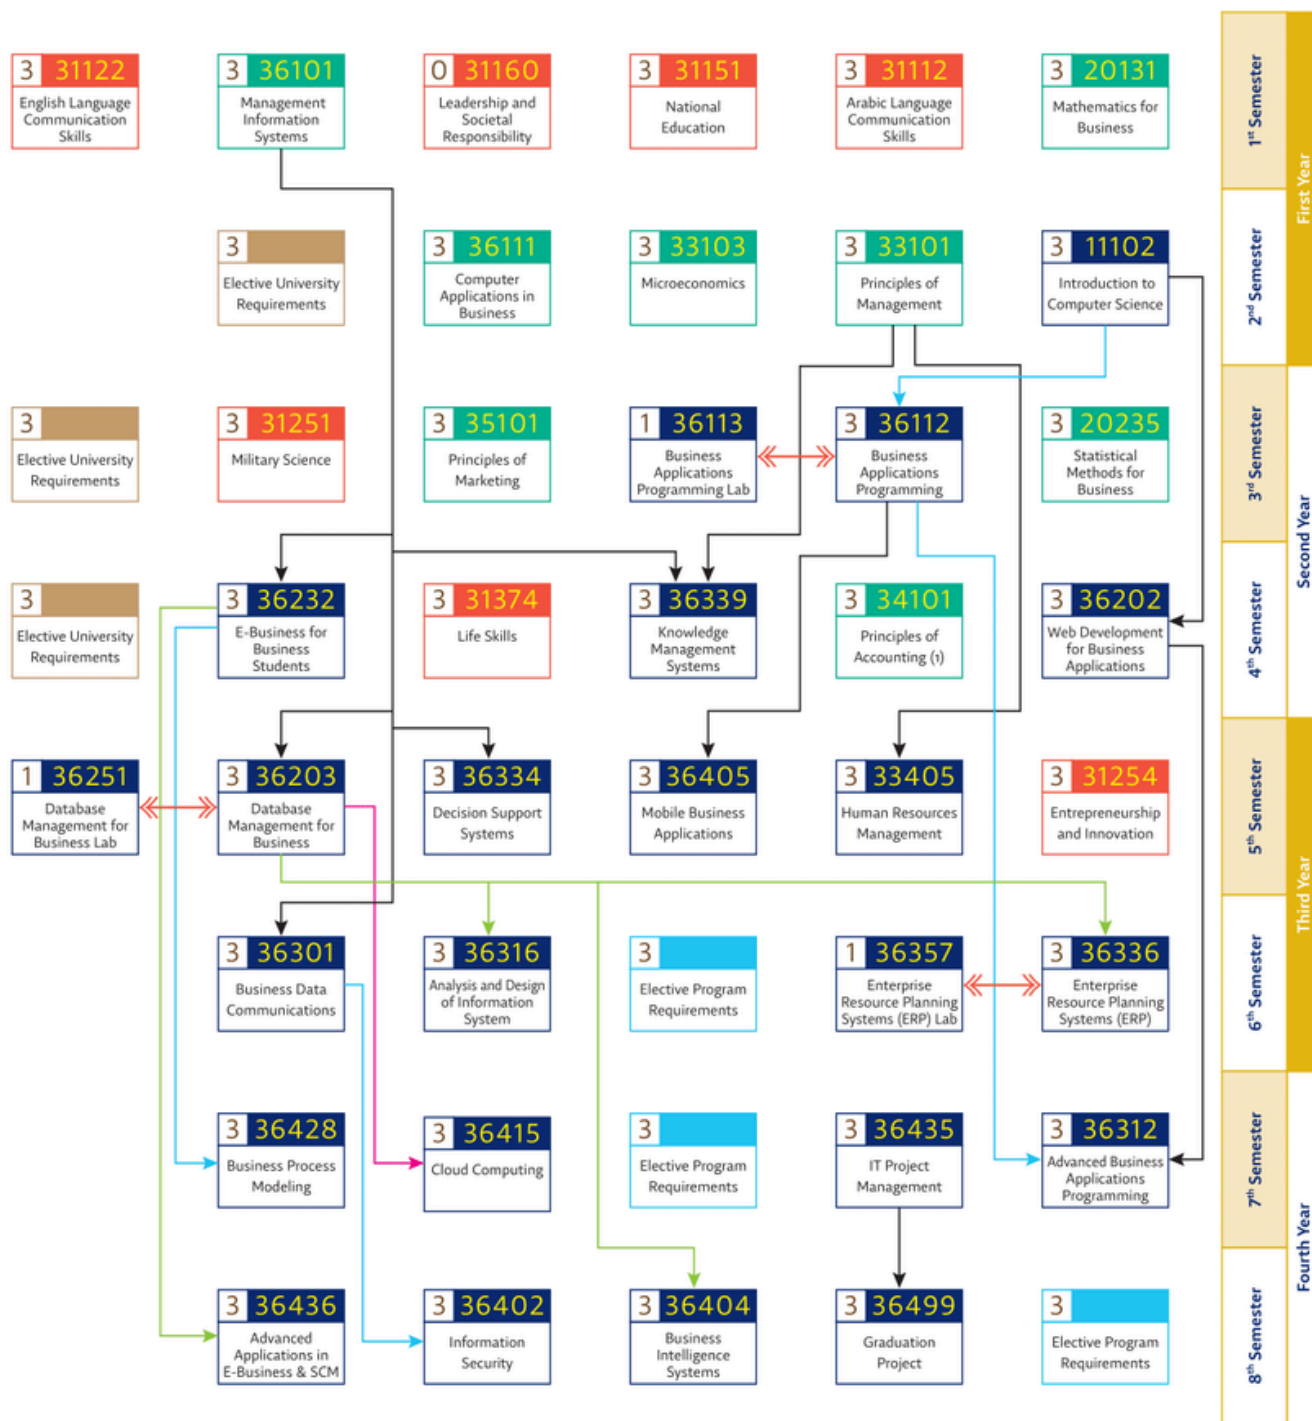 3 31122
English Language
Communication
Skills
3 36101
Management
Information
Systems
0 31160
Leadership and
Societal
Responsibility
3 31151
National
Education
3 31112
Arabic Language
Communication
Skills
3 20131
Mathematics for
Business
1st Semester
First Year
3
Elective University
Requirements
3 36111
Computer
Applications in
Business
3 33103
Microeconomics
3 33101
Principles of
Management
3 11102
Introduction to
Computer Science
2nd Semester
3
Elective University
Requirements
3 31251
Military Science
3 35101
Principles of
Marketing
1 36113
Business
Applications
Programming Lab
3 36112
Business
Applications
Programming
3 20235
Statistical
Methods for
Business
3rd Semester
Second Year
3
Elective University
Requirements
3 36232
E-Business for
Business
Students
3 31374
Life Skills
3 36339
Knowledge
Management
Systems
3 34101
Principles of
Accounting (1)
3 36202
Web Development
for Business
Applications
4th Semester
1 36251
Database
Management for
Business Lab
3 36203
Database
Management for
Business
3 36334
Decision Support
Systems
3 36405
Mobile Business
Applications
3 33405
Human Resources
Management
3 31254
Entrepreneurship
and Innovation
5th Semester
Third Year
3 36301
Business Data
Communications
3 36316
Analysis and Design
of Information
System
3
Elective Program
Requirements
1 36357
Enterprise
Resource Planning
Systems (ERP) Lab
3 36336
Enterprise
Resource Planning
Systems (ERP)
6th Semester
3 36428
Business Process
Modeling
3 36415
Cloud Computing
3
Elective Program
Requirements
3 36435
IT Project
Management
3 36312
Advanced Business
Applications
Programming
7th Semester
Fourth Year
3 36436
Advanced
Applications in
E-Business & SCM
3 36402
Information
Security
3 36404
Business
Intelligence
Systems
3 36499
Graduation
Project
3
Elective Program
Requirements
8th Semester